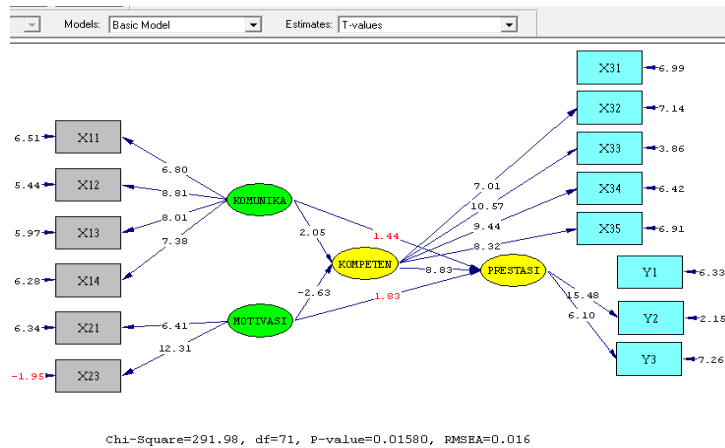 Models: Basic Model Estimates: T-values
X31 6.99
X32 7.14
X33 3.86
X34 6.42
X35 6.91
6.51 X11
5.44 X12
5.97 X13
6.28 X14
6.34 X21
-1.95 X23
6.80
8.81
8.01
7.38
6.41
12.31
KOMUNIKA
MOTIVASI
2.05
-2.63
1.44
1.83
KOMPETEN
8.83
PRESTASI
7.01
10.57
9.44
8.32
15.48
6.10
Y1 6.33
Y2 2.15
Y3 7.26
Chi-Square=291.98, df=71, P-value=0.01580, RMSEA=0.016